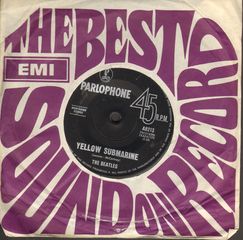 THE BEST
SOUND ON RECORD
EMI
PARLOPHONE
45
R.P.M.
YELLOW SUBMARINE
THE BEATLES